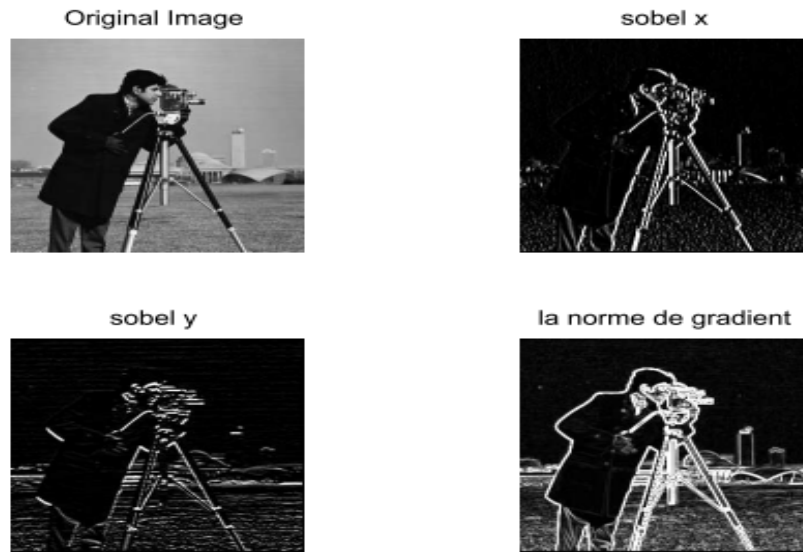 Original Image
sobel x
sobel y
la norme de gradient